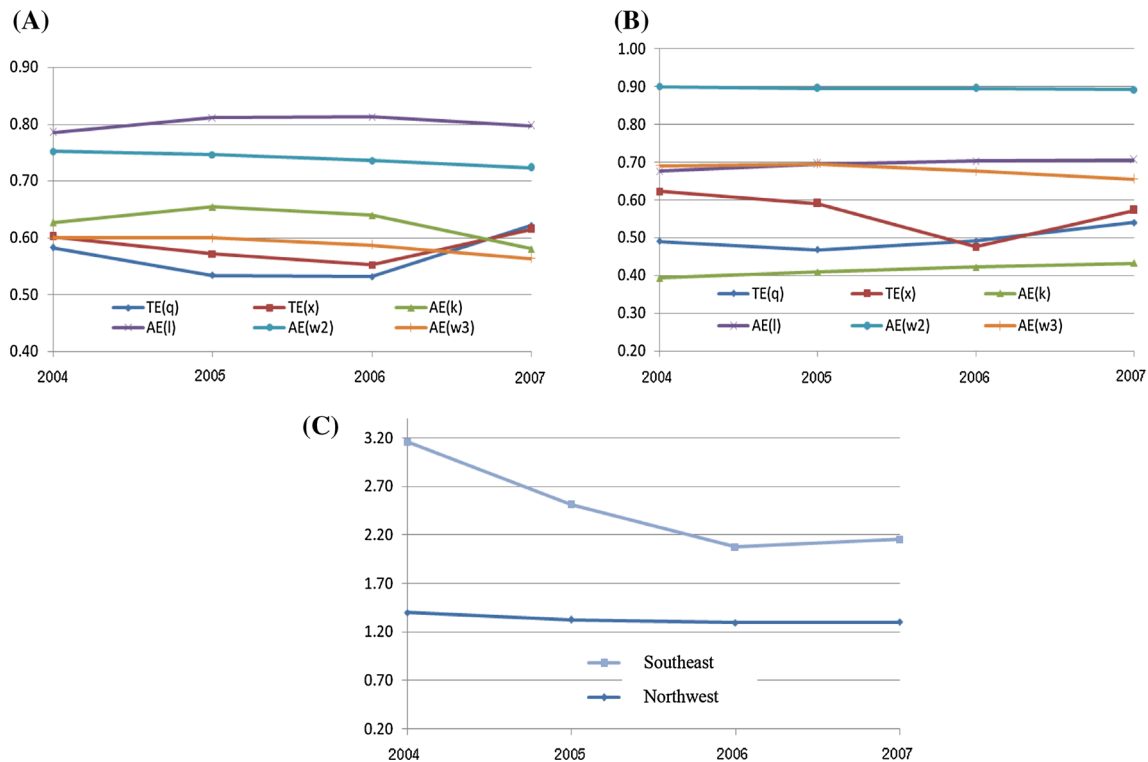 (A)
0.90
0.80
0.70
0.60
0.50
0.40
TE(q) TE(x) AE(k)
AE(l) AE(w2) AE(w3)
2004 2005 2006 2007
(B)
1.00
0.90
0.80
0.70
0.60
0.50
0.40
0.30
0.20
TE(q) TE(x) AE(k)
AE(l) AE(w2) AE(w3)
2004 2005 2006 2007
(C)
3.20
2.70
2.20
1.70
1.20
0.70
0.20
Southeast
Northwest
2004 2005 2006 2007